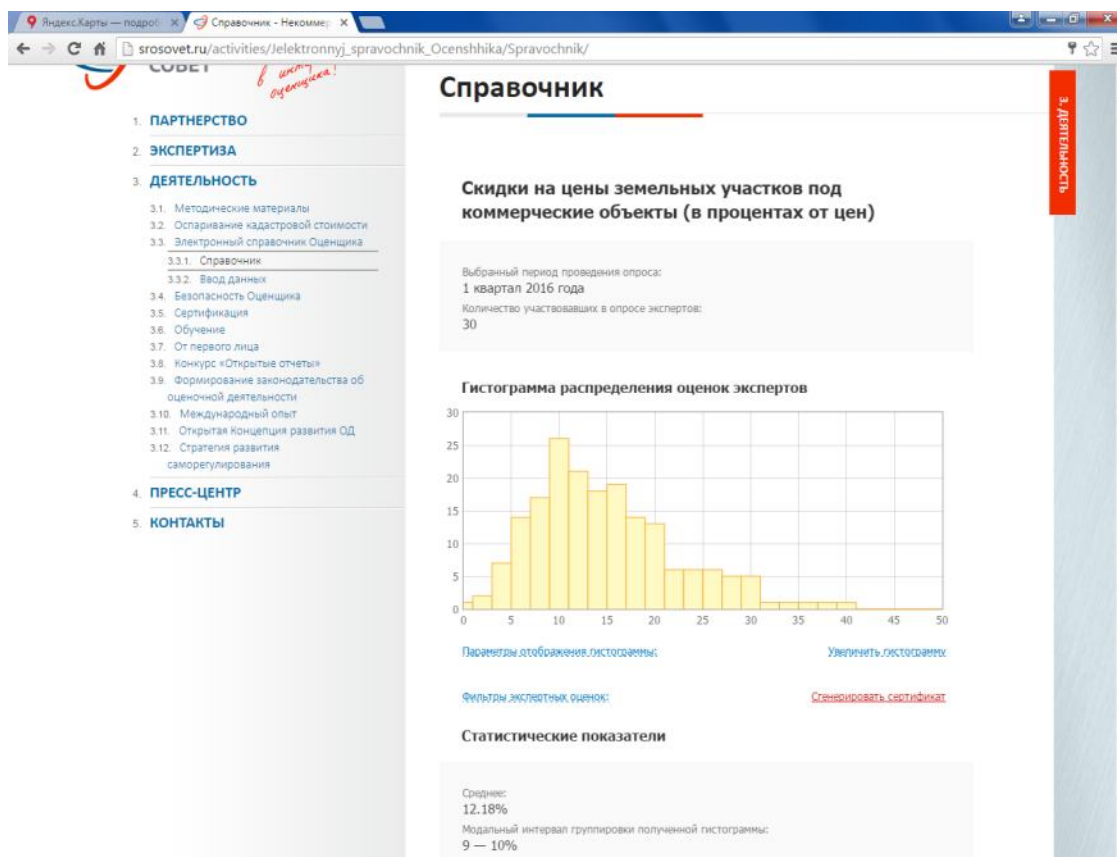 Яндекс.Карты — подроб
Справочник - Некоммер
srosovet.ru/activities/Jelektronnyj_spravochnik_Ocenshhika/Spravochnik/
СОВЕТ
в
оценщика!
1. ПАРТНЕРСТВО
2. ЭКСПЕРТИЗА
3. ДЕЯТЕЛЬНОСТЬ
3.1. Методические материалы
3.2. Оспаривание кадастровой стоимости
3.3. Электронный справочник Оценщика
3.3.1. Справочник
3.3.2. Ввод данных
3.4. Безопасность Оценщика
3.5. Сертификация
3.6. Обучение
3.7. От первого лица
3.8. Конкурс «Открытые отчеты»
3.9. Формирование законодательства об
оценочной деятельности
3.10. Международный опыт
3.11. Открытая Концепция развития ОД
3.12. Стратегия развития
саморегулирования
4. ПРЕСС-ЦЕНТР
5. КОНТАКТЫ
Справочник
3. ДЕЯТЕЛЬНОСТЬ
Скидки на цены земельных участков под
коммерческие объекты (в процентах от цен)
Выбранный период проведения опроса:
1 квартал 2016 года
Количество участвовавших в опросе экспертов:
30
Гистограмма распределения оценок экспертов
30
25
20
15
10
5
0
0 5 10 15 20 25 30 35 40 45 50
Параметры отображения гистограммы: Увеличить гистограмму
Фильтры экспертных оценок: Сгенерировать сертификат
Статистические показатели
Среднее:
12.18%
Модальный интервал группировки полученной гистограммы:
9 — 10%